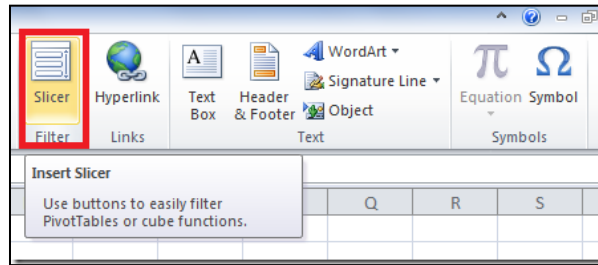 WordArt
Signature Line
Object
Slicer
Hyperlink
Text
Box
Header
& Footer
Equation
Symbol
Filter
Links
Text
Symbols
A
π
Ω
Insert Slicer
Use buttons to easily filter
PivotTables or cube functions.
Q
R
S